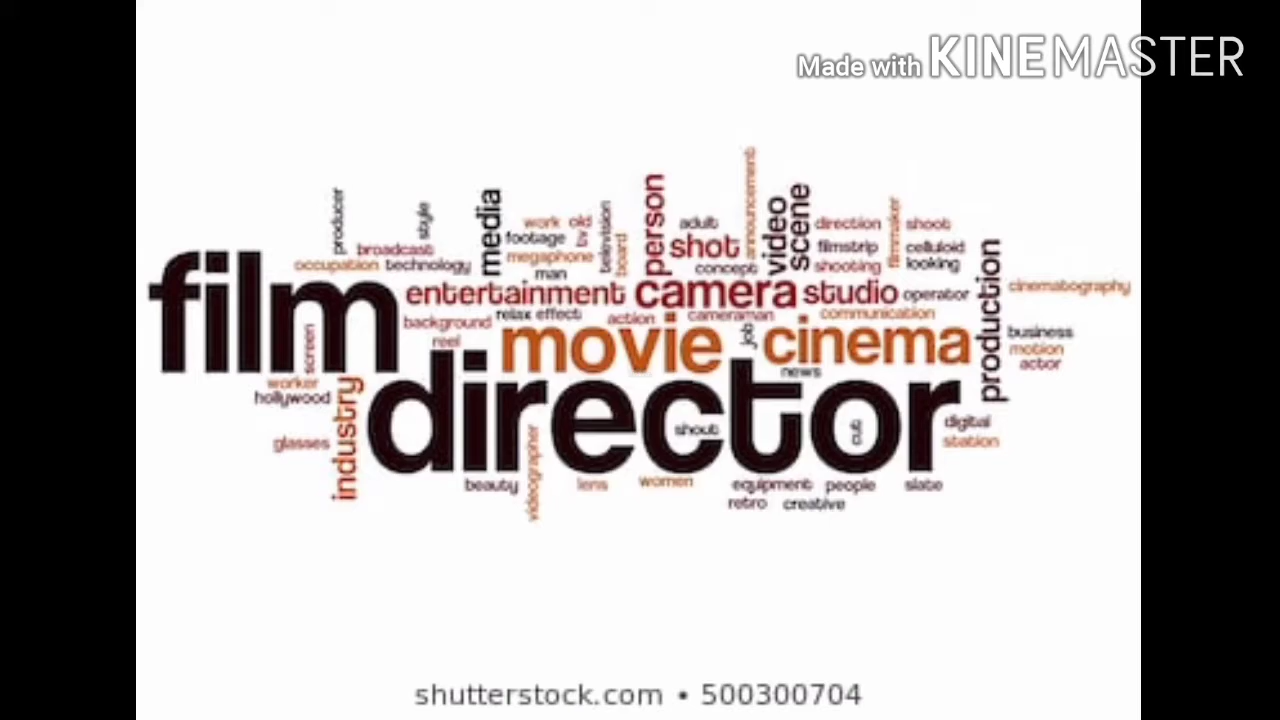 Made with KINEMASTER
producer
style
media
work old
tv
television
board
person
adult
announcement
video
scene
direction
filmmaker
shoot
broadcast
footage
shot
filmstrip
celluloid
occupation technology
megaphone
man
concept
shooting
looking
film
entertainment camera studio operator
production
cinematography
background
relax effect
action
cameraman
communication
screen
reel
movie
job
cinema
business
news
motion
actor
worker
hollywood
industry
director
glasses
shout
cut
digital
station
videographer
beauty
lens
women
equipment people
slate
retro creative
shutterstock.com • 500300704